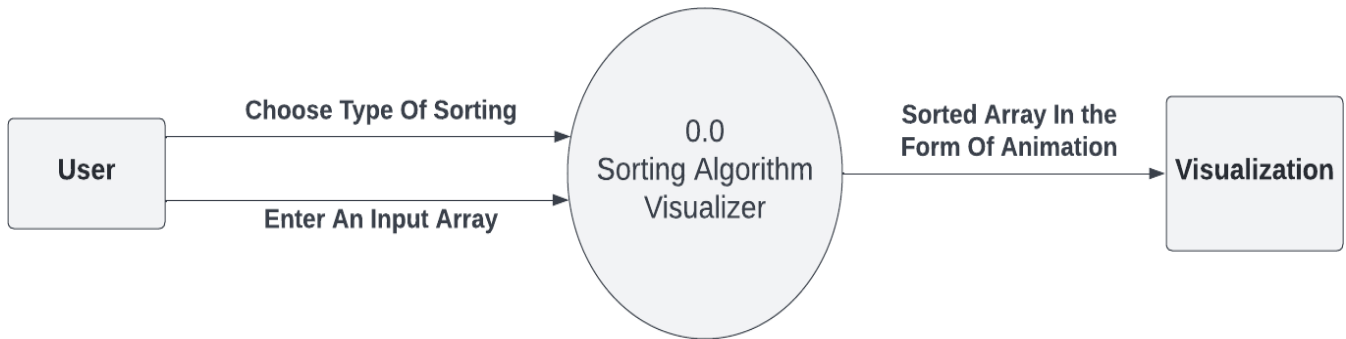 User
Choose Type Of Sorting
Enter An Input Array
0.0
Sorting Algorithm
Visualizer
Sorted Array In the
Form Of Animation
Visualization